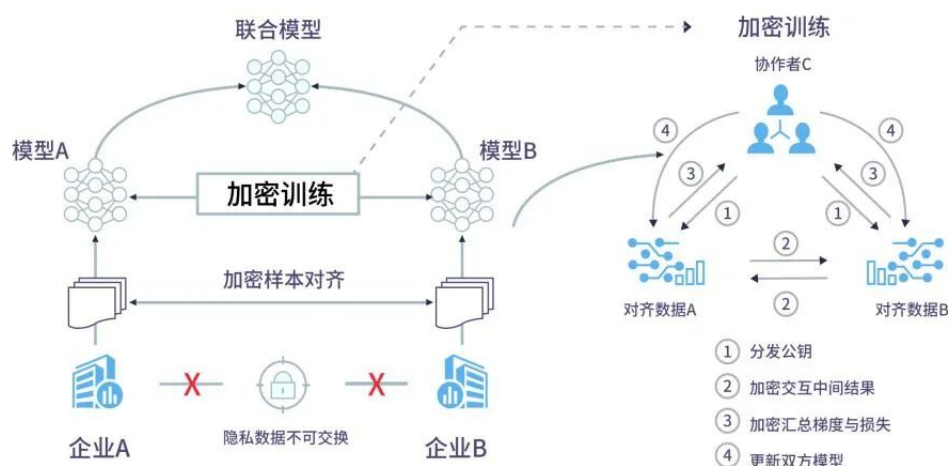 联合模型
加密训练
协作者C
模型A
模型B
④
④
③
③
加密训练
①
①
②
加密样本对齐
②
对齐数据A
对齐数据B
① 分发公钥
② 加密交互中间结果
X
X
③ 加密汇总梯度与损失
隐私数据不可交换
企业A
企业B
④ 更新双方模型